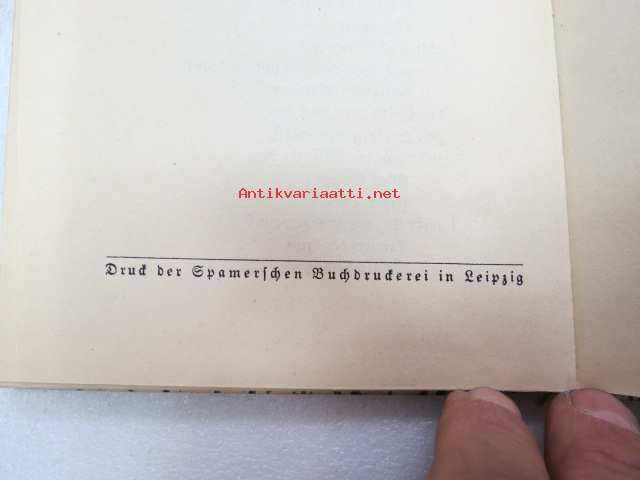 Antikvariaatti.net
Druck der Spamerſchen Buchdruckerei in Leipzig